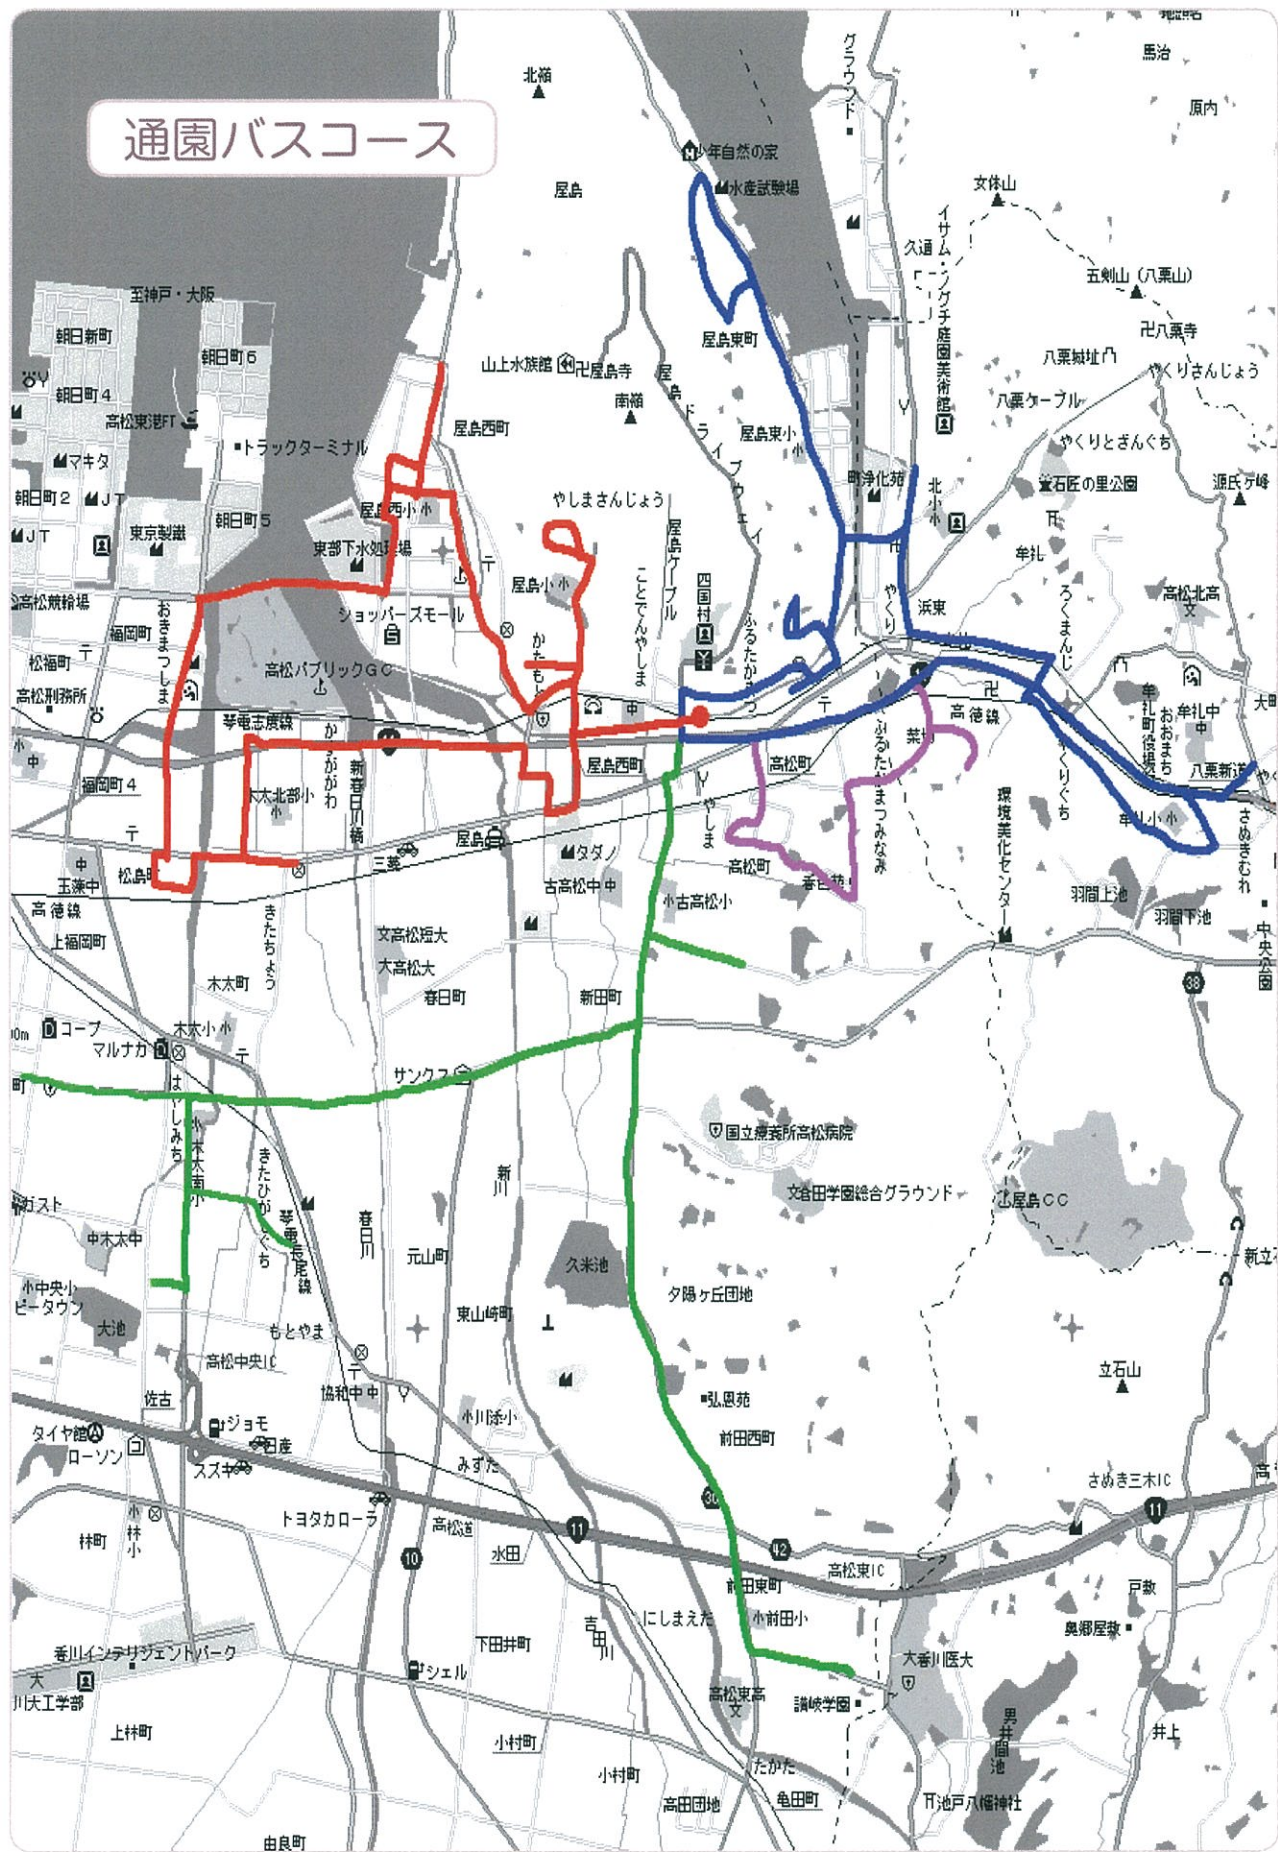 通園バスコース
北嶺
グラウンド
馬治
原内
少年自然の家
水産試験場
屋島
女体山
久通
イサム・ノグチ庭園美術館
五剣山（八栗山）
至神戸・大阪
朝日新町
朝日町６
朝日町４
高松東港FT
屋島東町
卍八栗寺
八栗城址
やくりさんじょう
山上水族館
卍屋島寺
南嶺
屋島ドライブウェイ
八栗ケーブル
トラックターミナル
屋島西町
屋島東小
やくりとざんぐち
マキタ
朝日町２
ＪＴ
町浄化苑
北小
石匠の里公園
源氏ヶ峰
やしまさんじょう
屋島西小
朝日町５
東京製鐵
ＪＴ
東部下水処理場
屋島ケーブル
牟礼
屋島小
ことでんやしま
四国村
高松競輪場
おきまつしま
ショッパーズモール
福岡町
やくり
浜東
高松北高
ろくまんじ
松福町
高松パブリックＧＣ
高松刑務所
琴電志度線
かすががわ
新春日川橋
高徳線
牟礼町役場
おおまち
牟礼中
福岡町４
木太北部小
屋島西町
やしま
高松町
ふるたかまつみなみ
環境美化センター
やくりぐち
八栗新道
牟礼小
さぬきむれ
松島町
玉藻中
三菱
屋島
タダノ
古高松中
高松町
古高松小
羽間上池
羽間下池
中央公園
高徳線
上福岡町
きたちょう
高松短大
高松大
木太町
春日町
新田町
38
コープ
マルナカ
木太小
サンクス
はやしみち
木太南小
国立療養所高松病院
新川
倉田学園総合グラウンド
屋島ＣＣ
ガスト
木太中
琴電長尾線
春日川
元山町
久米池
中央小
ビータウン
大池
東山崎町
夕陽ヶ丘団地
もとやま
高松中央IC
協和中
立石山
弘恩苑
佐古
ジョモ
タイヤ館
ローソン
日産
スズキ
川添小
前田西町
みずた
さぬき三木IC
トヨタカローラ
高松道
11
11
林町
林小
10
水田
42
高松東IC
前田東町
戸敷
にしまえだ
前田小
吉田川
奥郷屋敷
香川インテリジェントパーク
下田井町
シェル
香川医大
川大工学部
高松東高
讃岐学園
上林町
小村町
男井間池
井上
小村町
たかた
高田団地
亀田町
池戸八幡神社
由良町